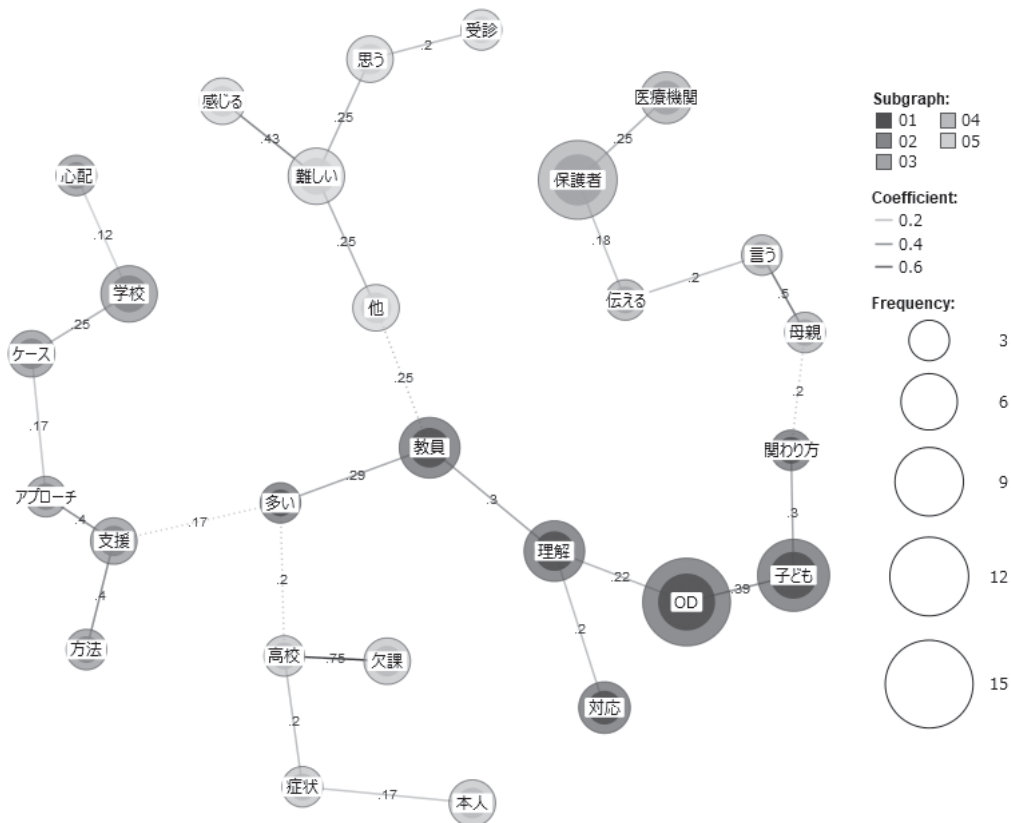 受診
.2
思う
感じる
.25
.43
難しい
.25
他
.25
医療機関
.25
保護者
.18
伝える
.2
言う
.5
母親
.2
関わり方
.3
子ども
.39
OD
.22
理解
.3
教員
.29
多い
.2
対応
心配
.12
学校
.25
ケース
.17
アプローチ
.4
支援
.17
.4
方法
.2
高校
.75
欠課
.2
症状
.17
本人
Subgraph:
01 04
02 05
03
Coefficient:
0.2
0.4
0.6
Frequency:
3
6
9
12
15